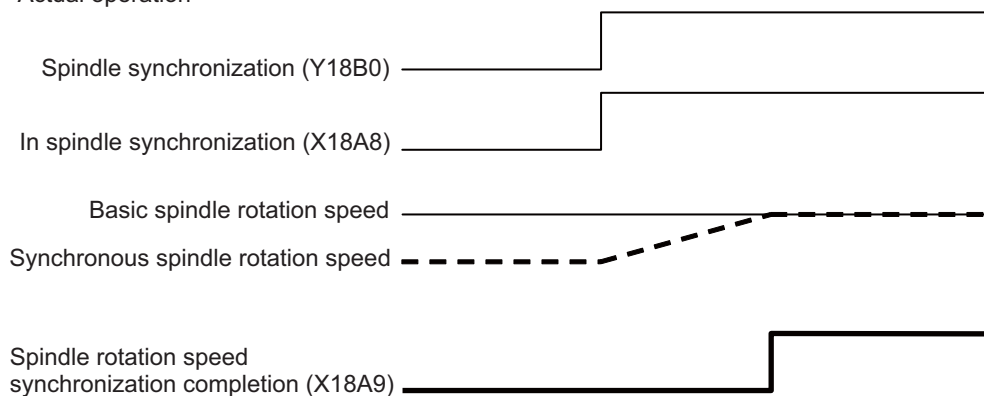 Actual operation
Spindle synchronization (Y18B0)
In spindle synchronization (X18A8)
Basic spindle rotation speed
Synchronous spindle rotation speed
Spindle rotation speed
synchronization completion (X18A9)